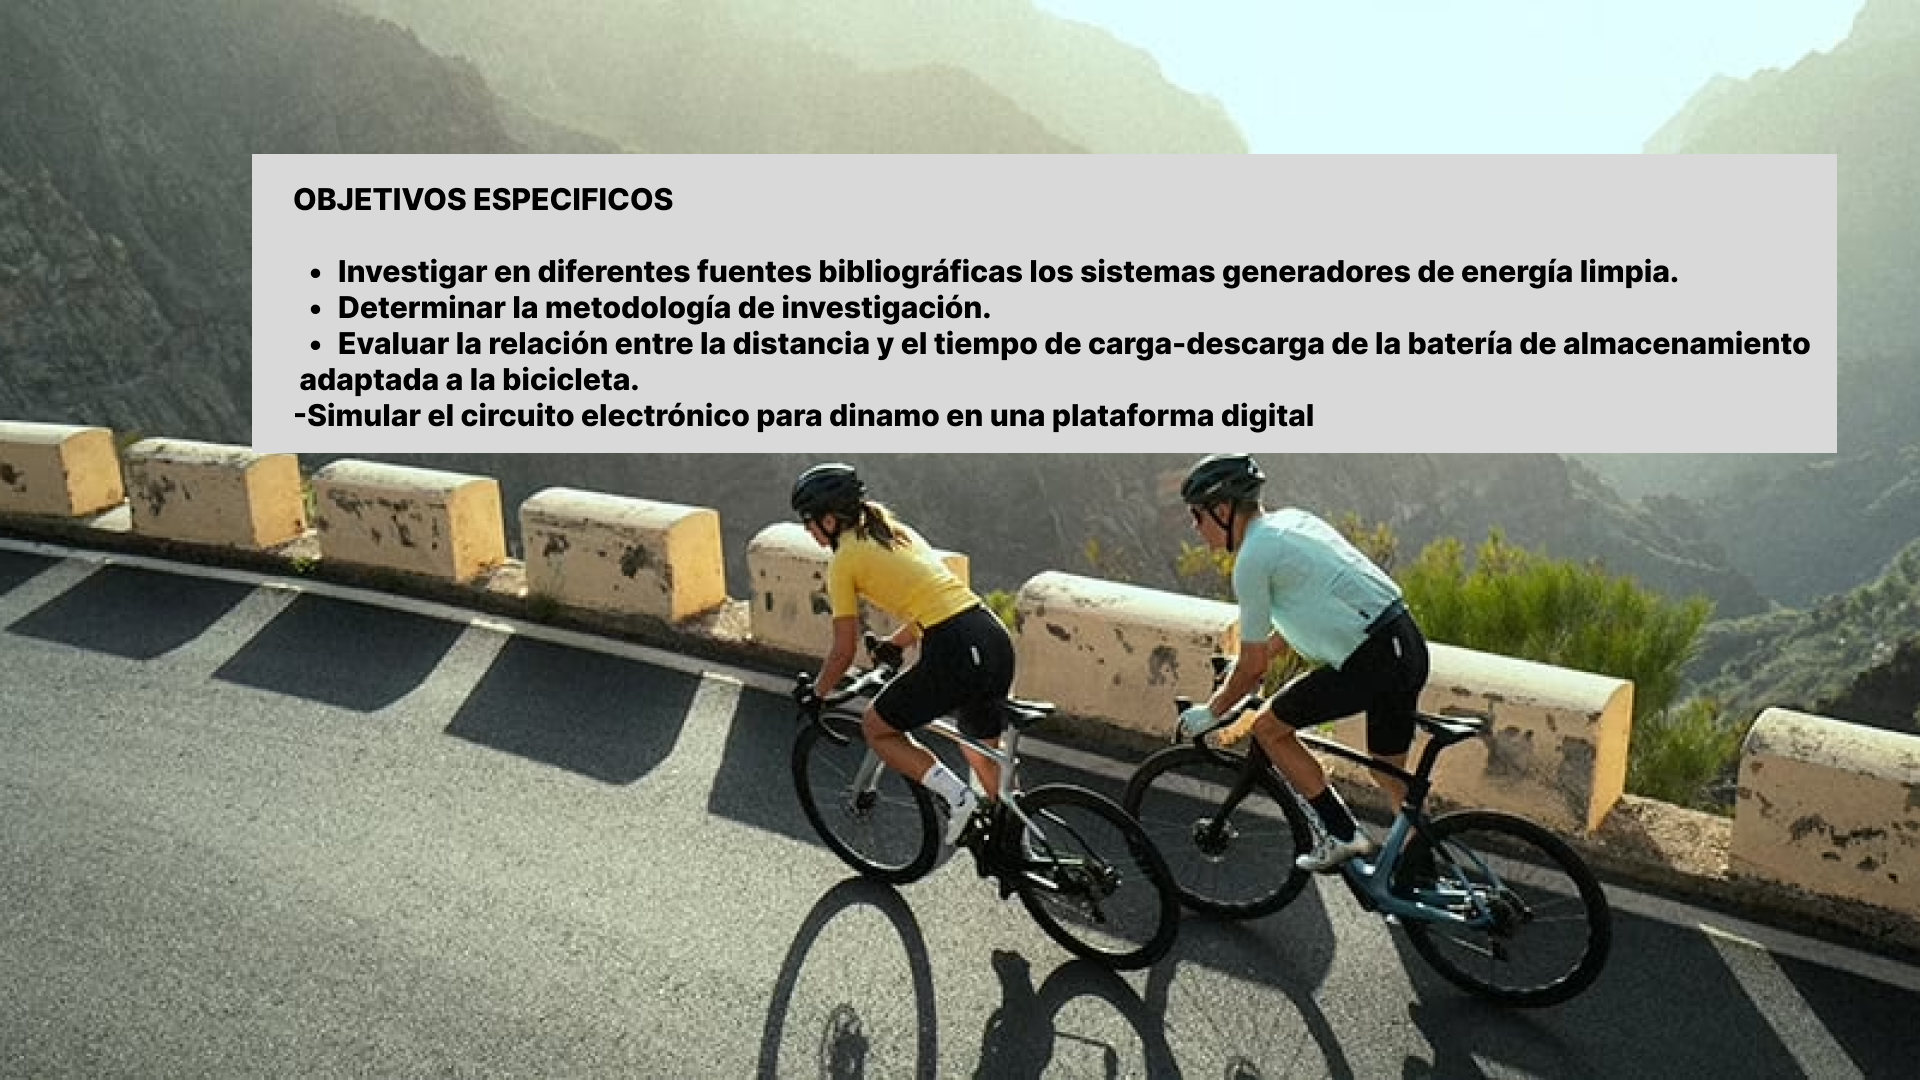 OBJETIVOS ESPECIFICOS
• Investigar en diferentes fuentes bibliográficas los sistemas generadores de energía limpia.
• Determinar la metodología de investigación.
• Evaluar la relación entre la distancia y el tiempo de carga-descarga de la batería de almacenamiento
adaptada a la bicicleta.
-Simular el circuito electrónico para dinamo en una plataforma digital